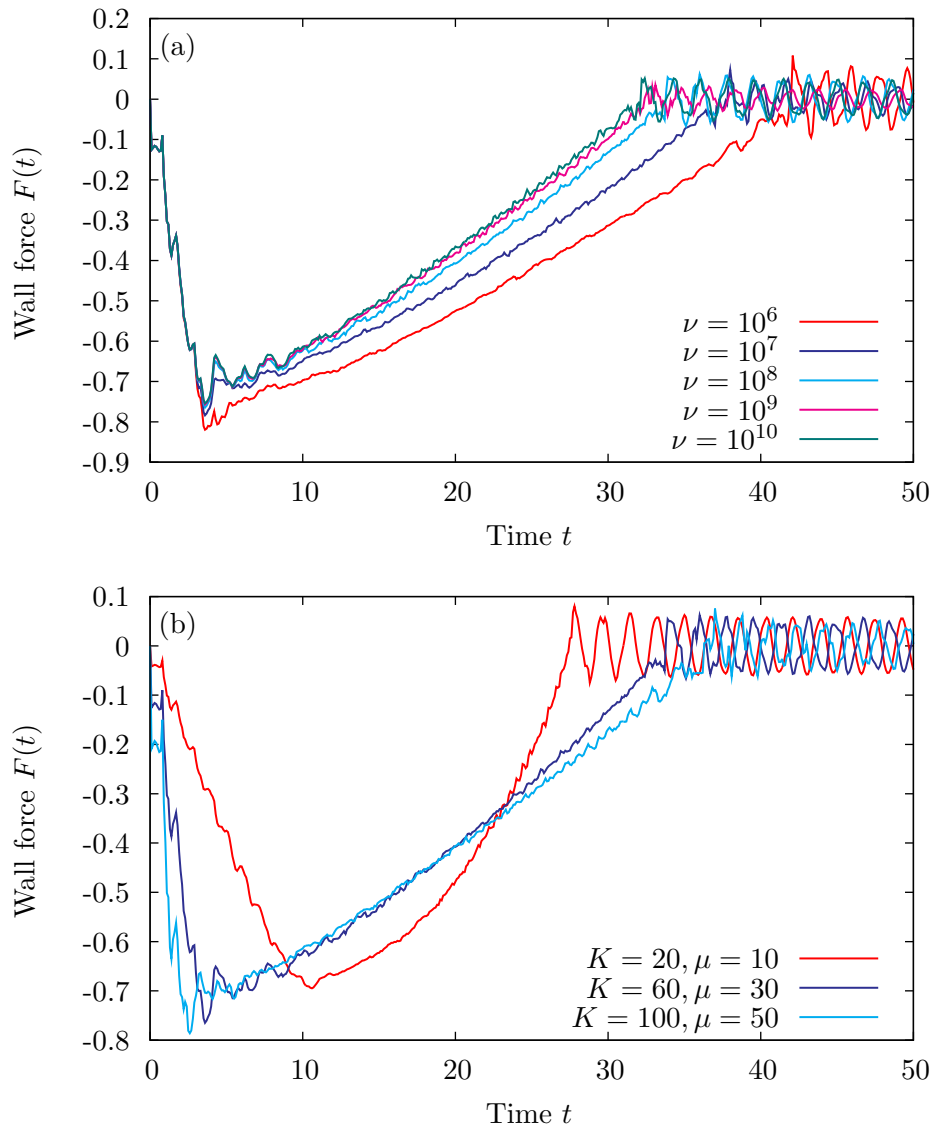 (a)
0.2
0.1
0
-0.1
-0.2
-0.3
-0.4
-0.5
-0.6
-0.7
-0.8
-0.9
Wall force F(t)
ν = 10^6
ν = 10^7
ν = 10^8
ν = 10^9
ν = 10^10
0 10 20 30 40 50
Time t
(b)
0.1
0
-0.1
-0.2
-0.3
-0.4
-0.5
-0.6
-0.7
-0.8
Wall force F(t)
K = 20, μ = 10
K = 60, μ = 30
K = 100, μ = 50
0 10 20 30 40 50
Time t